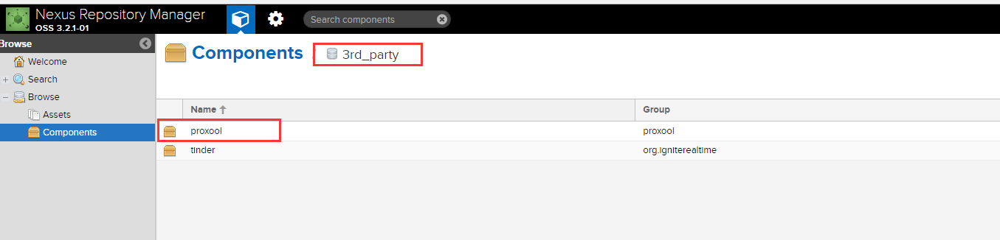 Nexus Repository Manager
OSS 3.2.1-01
Search components
Browse
Welcome
Search
Browse
Assets
Components
Components / 3rd_party
Name Group
proxool proxool
tinder org.igniterealtime